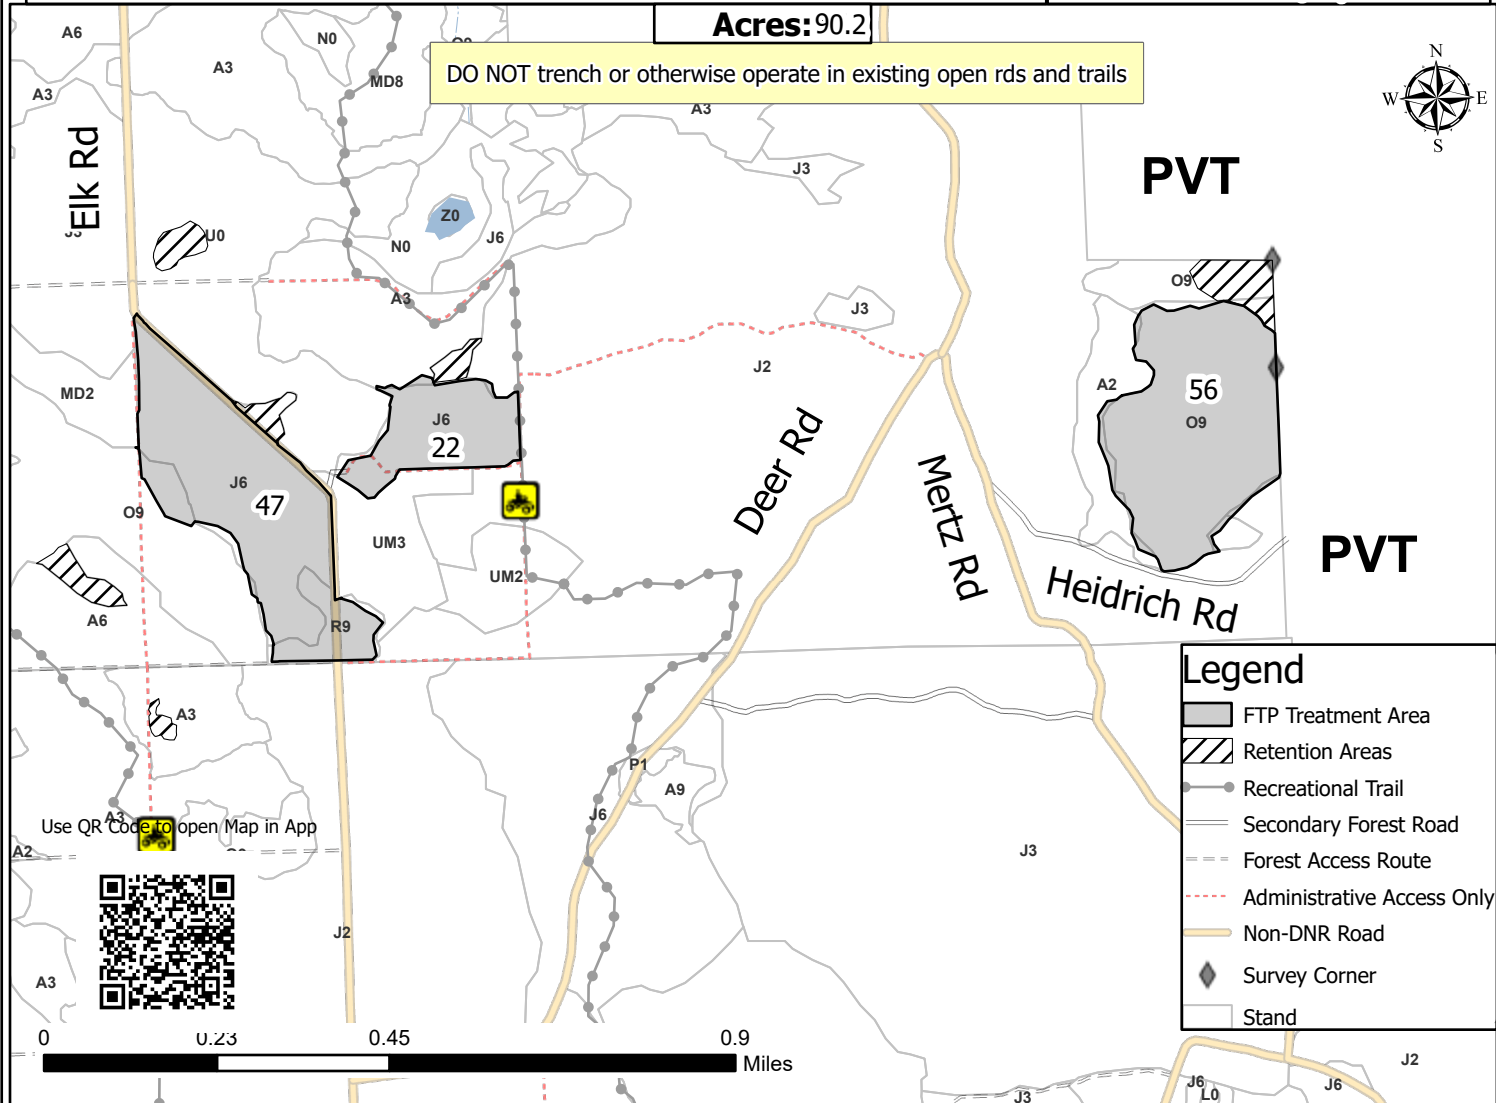 Acres: 90.2
DO NOT trench or otherwise operate in existing open rds and trails
N
W E
S
A6
N0
A3
MD8
A3
A3
Elk Rd
J3
PVT
U0
Z0
N0
J6
A3
O9
J3
J2
MD2
A2
56
O9
J6
22
J6
47
O9
Deer Rd
Mertz Rd
UM3
UM2
PVT
Heidrich Rd
A6
R9
A3
P1
A9
J6
A3
Use QR Code to open Map in App
A2
J3
J2
A3
Legend
FTP Treatment Area
Retention Areas
Recreational Trail
Secondary Forest Road
Forest Access Route
Administrative Access Only
Non-DNR Road
Survey Corner
Stand
0 0.23 0.45 0.9
Miles
J2
J6
L0
J6
J3